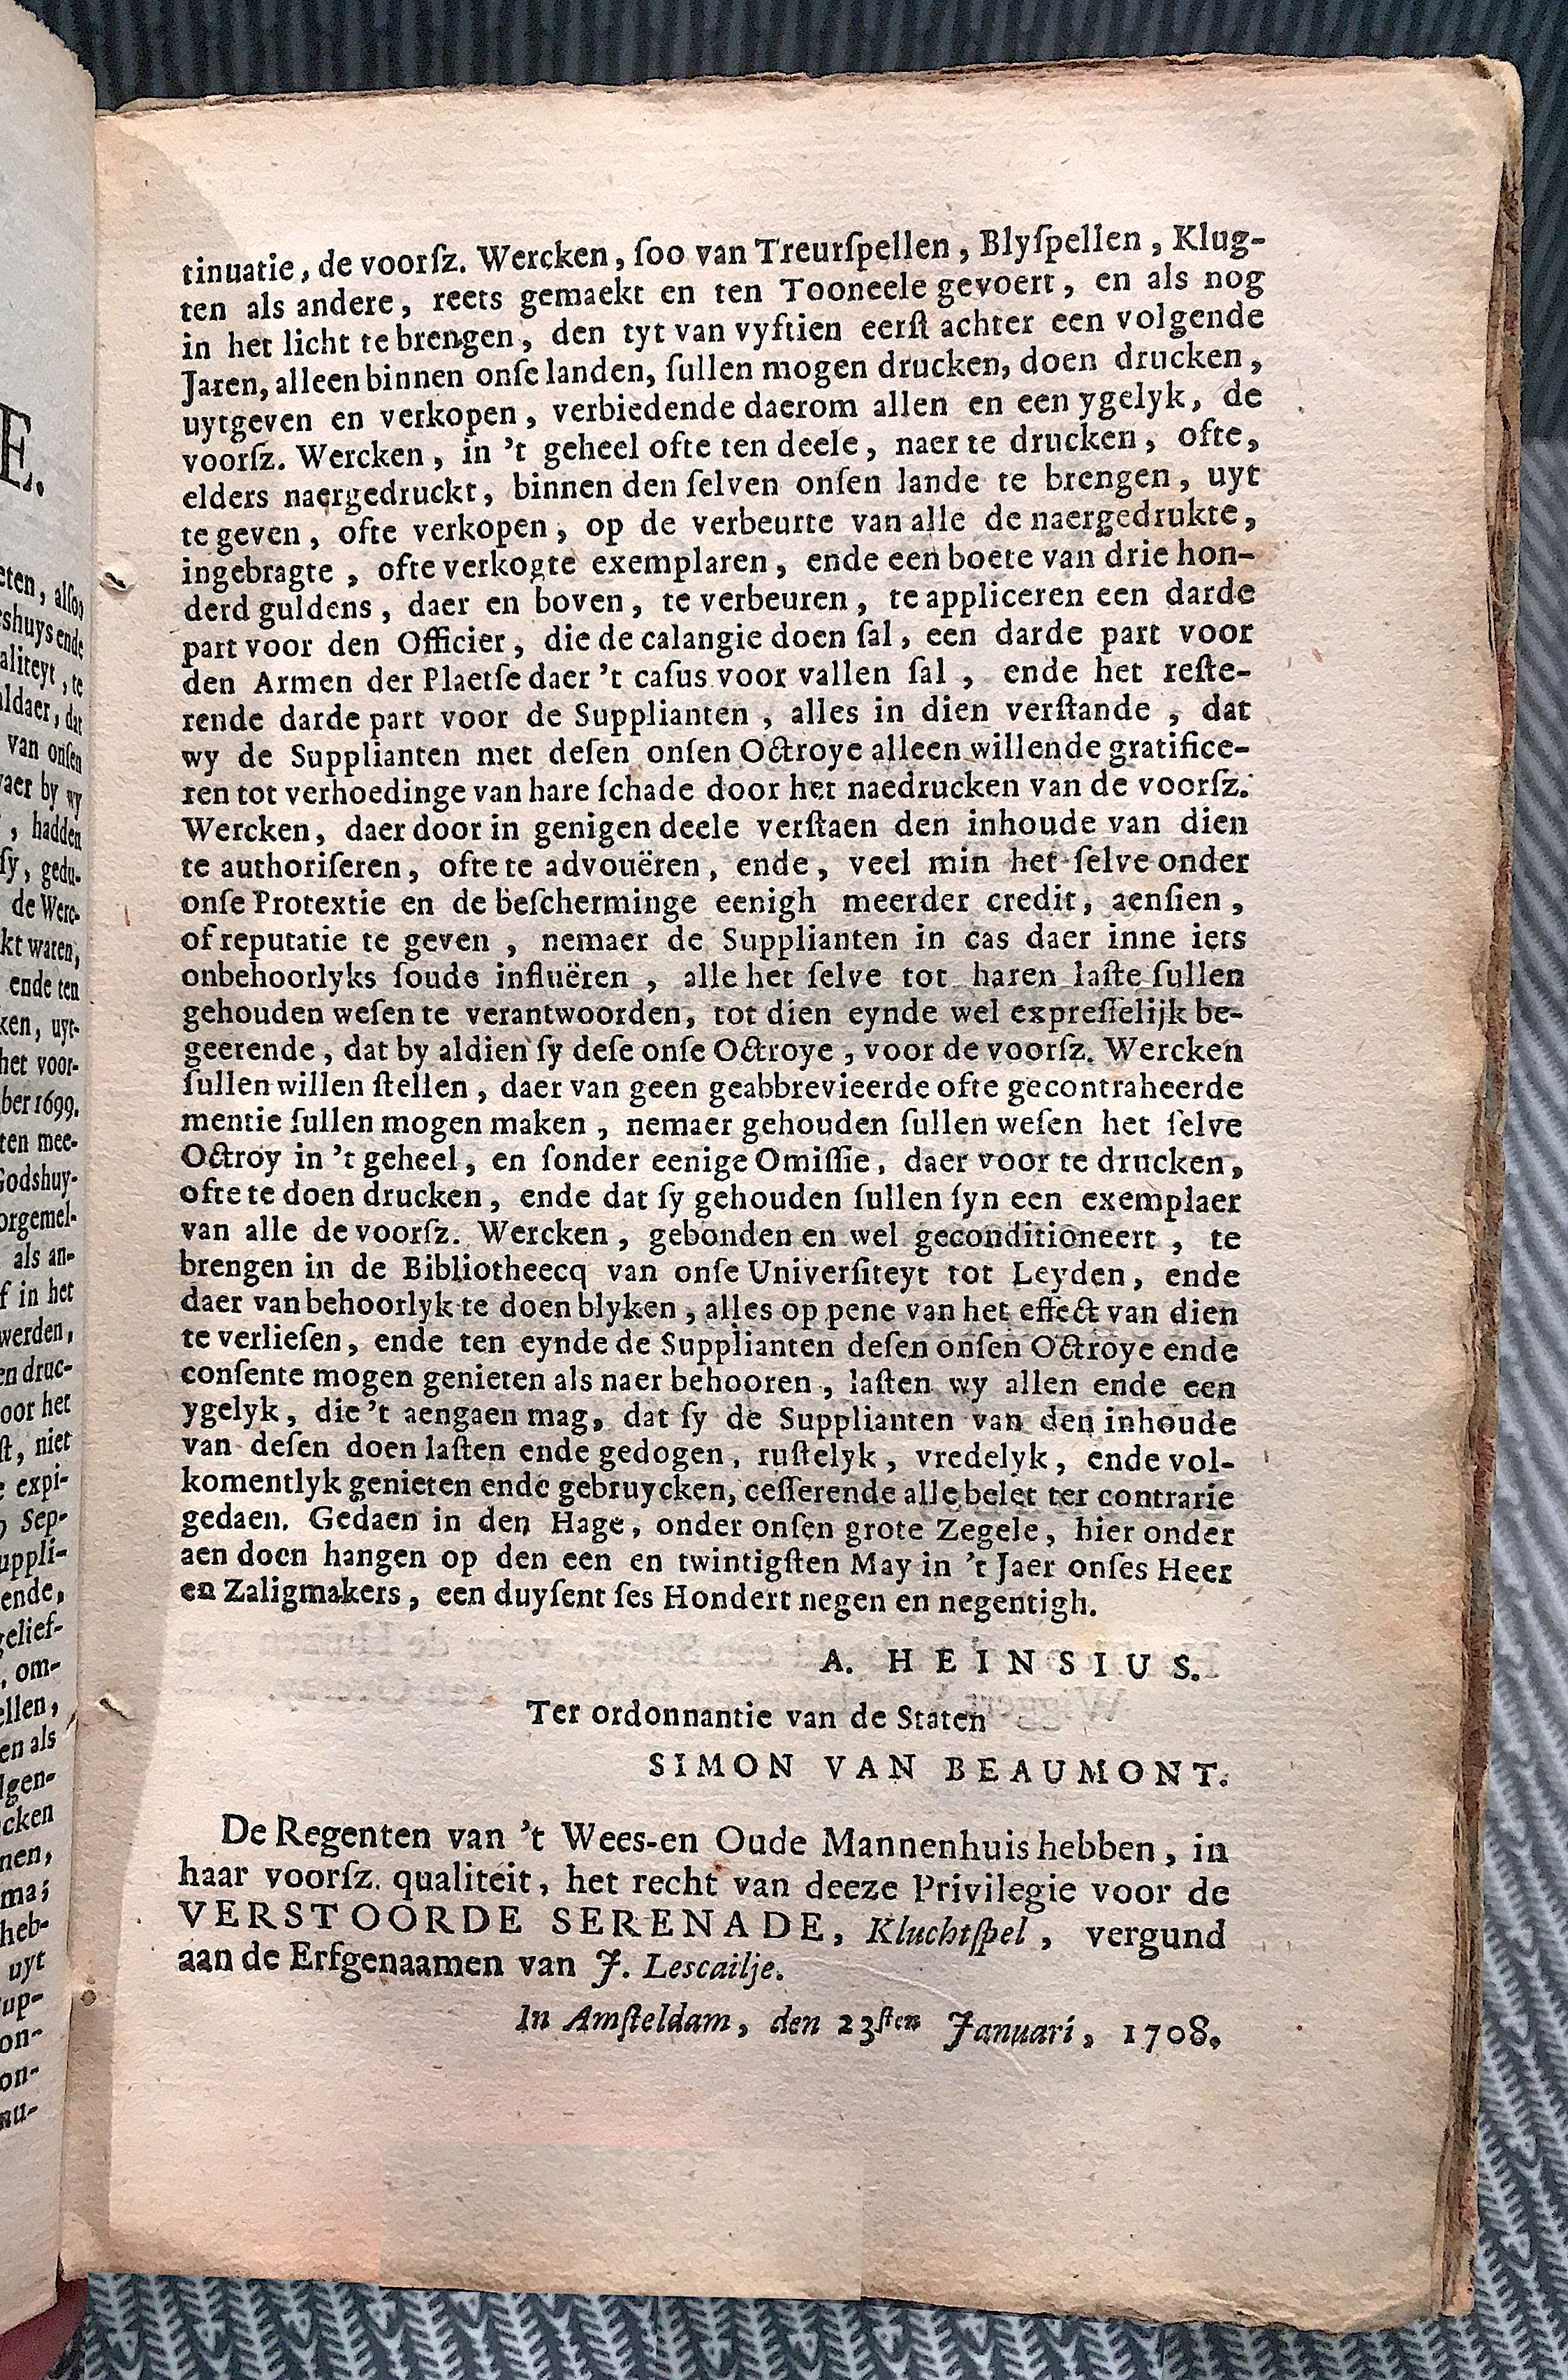 tinuatie, de voorſz. Wercken, ſoo van Treurſpellen, Blyſpellen, Klug-
ten als andere, reets gemaekt en ten Tooneele gevoert, en als nog
in het licht te brengen, den tyt van vyftien eerſt achter een volgende
Jaren, alleen binnen onſe landen, ſullen mogen drucken, doen drucken,
uytgeven en verkopen, verbiedende daerom allen en een ygelyk, de
voorſz. Wercken, in 't geheel ofte ten deele, naer te drucken, ofte,
elders naergedruckt, binnen den ſelven onſen lande te brengen, uyt
te geven, ofte verkopen, op de verbeurte van alle de naergedrukte,
ingebragte, ofte verkogte exemplaren, ende een boete van drie hon-
derd guldens, daer en boven, te verbeuren, te appliceren een darde
part voor den Officier, die de calangie doen ſal, een darde part voor
den Armen der Plaetſe daer 't caſus voor vallen ſal, ende het reſte-
rende darde part voor de Supplianten, alles in dien verſtande, dat
wy de Supplianten met deſen onſen Octroye alleen willende gratifice-
ren tot verhoedinge van hare ſchade door het naedrucken van de voorſz.
Wercken, daer door in genigen deele verſtaen den inhoude van dien
te authoriſeren, ofte te advouëren, ende, veel min het ſelve onder
onſe Protextie en de beſcherminge eenigh meerder credit, aenſien,
of reputatie te geven, nemaer de Supplianten in cas daer inne iets
onbehoorlyks ſoude influëren, alle het ſelve tot haren laſte ſullen
gehouden weſen te verantwoorden, tot dien eynde wel expreſſelijk be-
geerende, dat by aldien ſy deſe onſe Octroye, voor de voorſz. Wercken
ſullen willen ſtellen, daer van geen geabbrevieerde ofte gecontraheerde
mentie ſullen mogen maken, nemaer gehouden ſullen weſen het ſelve
Octroy in 't geheel, en ſonder eenige Omiſſie, daer voor te drucken,
ofte te doen drucken, ende dat ſy gehouden ſullen ſyn een exemplaer
van alle de voorſz. Wercken, gebonden en wel geconditioneert, te
brengen in de Bibliotheecq van onſe Univerſiteyt tot Leyden, ende
daer van behoorlyk te doen blyken, alles op pene van het effect van dien
te verlieſen, ende ten eynde de Supplianten deſen onſen Octroye ende
conſente mogen genieten als naer behooren, laſten wy allen ende een
ygelyk, die 't aengaen mag, dat ſy de Supplianten van den inhoude
van deſen doen laſten ende gedogen, ruſtelyk, vredelyk, ende vol-
komentlyk genieten ende gebruycken, ceſſerende alle belet ter contrarie
gedaen. Gedaen in den Hage, onder onſen grote Zegele, hier onder
aen doen hangen op den een en twintigſten May in 't Jaer onſes Heer
en Zaligmakers, een duyſent ſes Hondert negen en negentigh.
A. HEINSIUS.
Ter ordonnantie van de Staten
SIMON VAN BEAUMONT.
De Regenten van 't Wees-en Oude Mannenhuis hebben, in
haar voorſz. qualiteit, het recht van deeze Privilegie voor de
VERSTOORDE SERENADE, Kluchtſpel, vergund
aan de Erfgenaamen van J. Lescailje.
In Amſteldam, den 23ſten Januari, 1708.